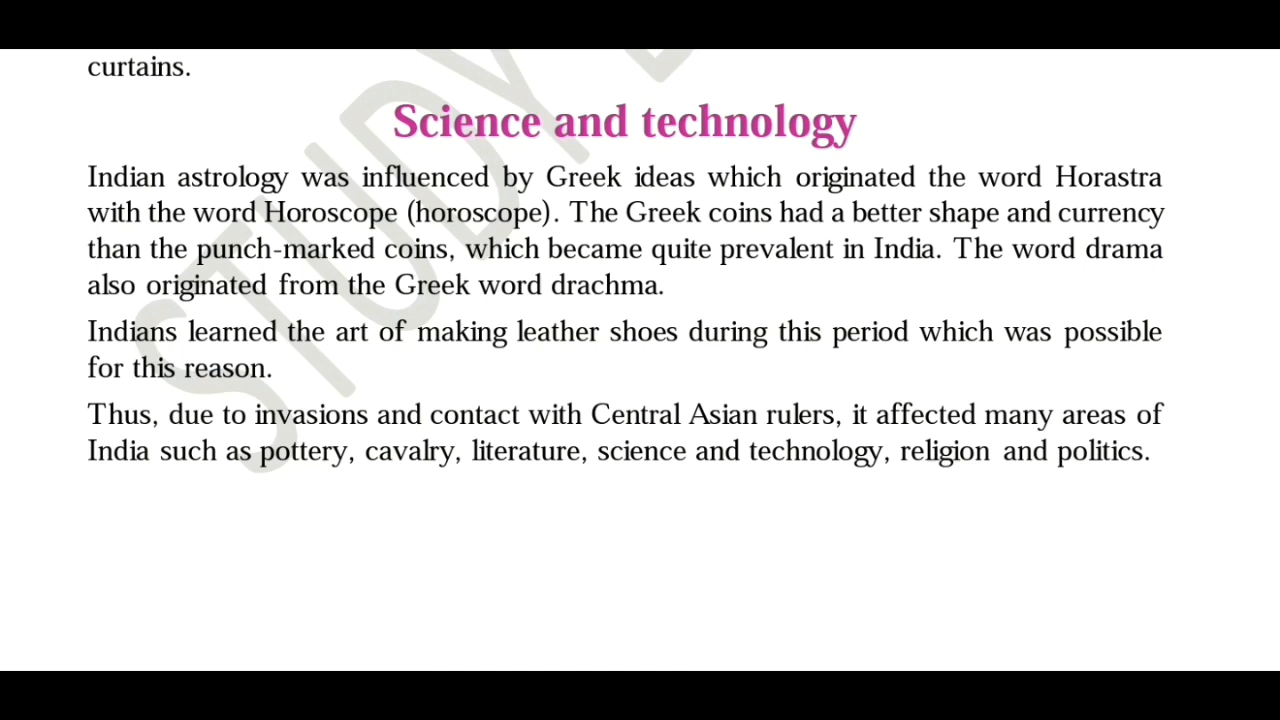 curtains.
Science and technology
Indian astrology was influenced by Greek ideas which originated the word Horastra
with the word Horoscope (horoscope). The Greek coins had a better shape and currency
than the punch-marked coins, which became quite prevalent in India. The word drama
also originated from the Greek word drachma.
Indians learned the art of making leather shoes during this period which was possible
for this reason.
Thus, due to invasions and contact with Central Asian rulers, it affected many areas of
India such as pottery, cavalry, literature, science and technology, religion and politics.
STUDY